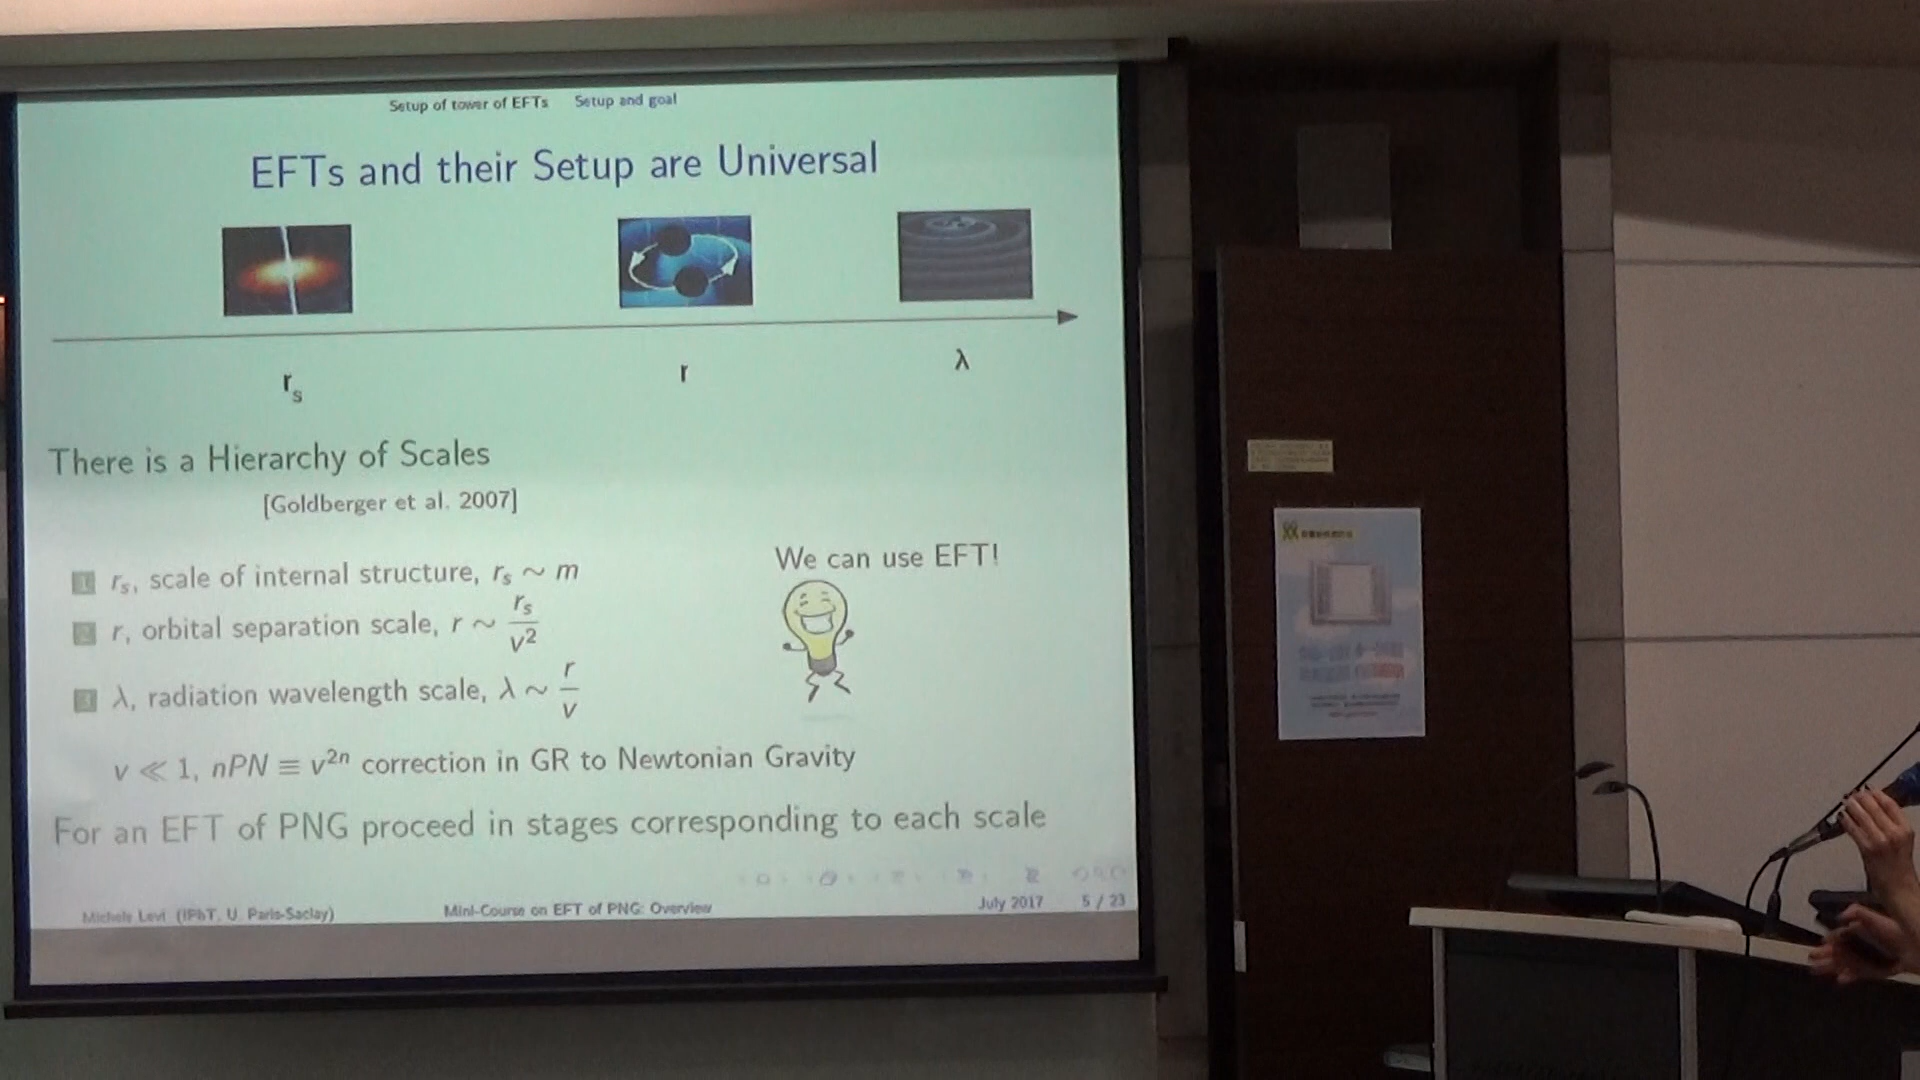 Setup of tower of EFTs Setup and goal
EFTs and their Setup are Universal
r_s r λ
There is a Hierarchy of Scales
[Goldberger et al. 2007]
1 r_s, scale of internal structure, r_s ∼ m
2 r, orbital separation scale, r ∼ r_s/v²
3 λ, radiation wavelength scale, λ ∼ r/v
We can use EFT!
v ≪ 1, nPN ≡ v²ⁿ correction in GR to Newtonian Gravity
For an EFT of PNG proceed in stages corresponding to each scale
Michele Levi (IPhT, U. Paris-Saclay) Mini-Course on EFT of PNG: Overview July 2017 5 / 23